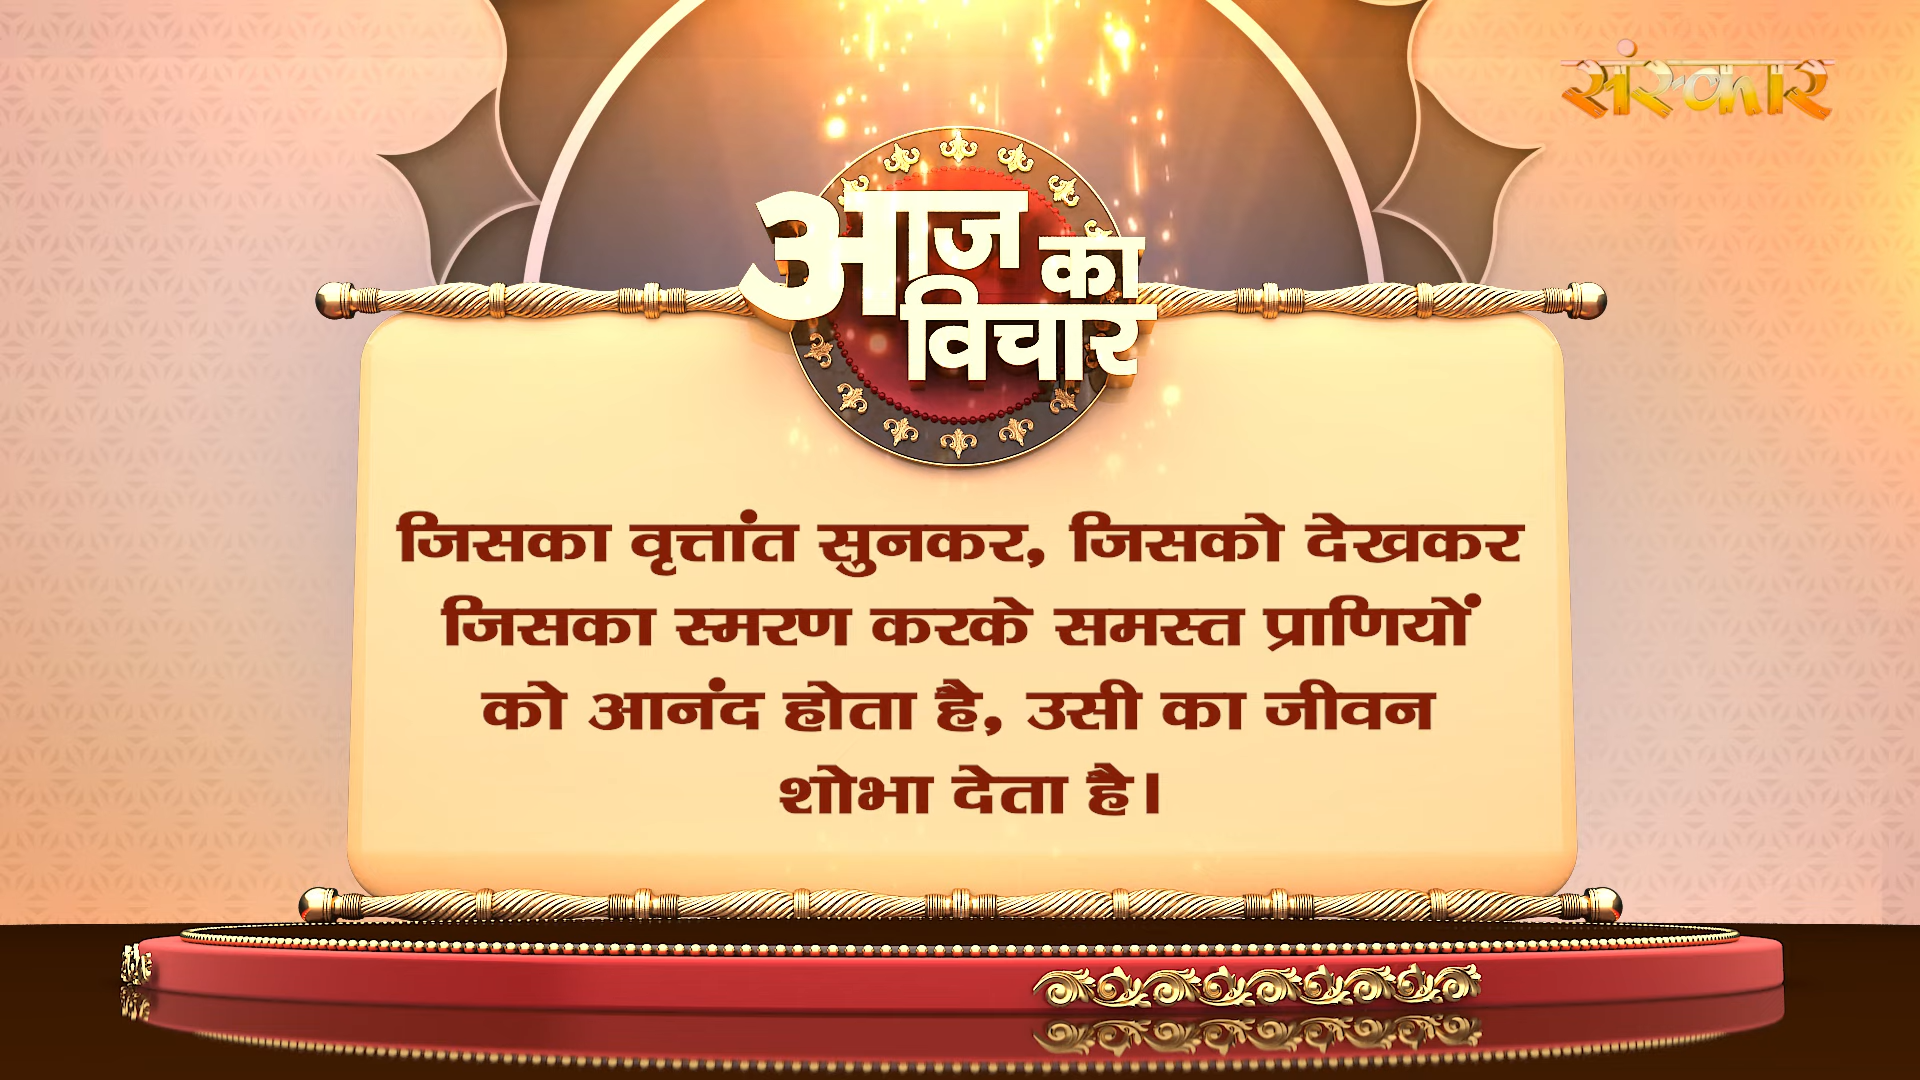 संस्कार
आज का
विचार
जिसका वृत्तांत सुनकर, जिसको देखकर
जिसका स्मरण करके समस्त प्राणियों
को आनंद होता है, उसी का जीवन
शोभा देता है।